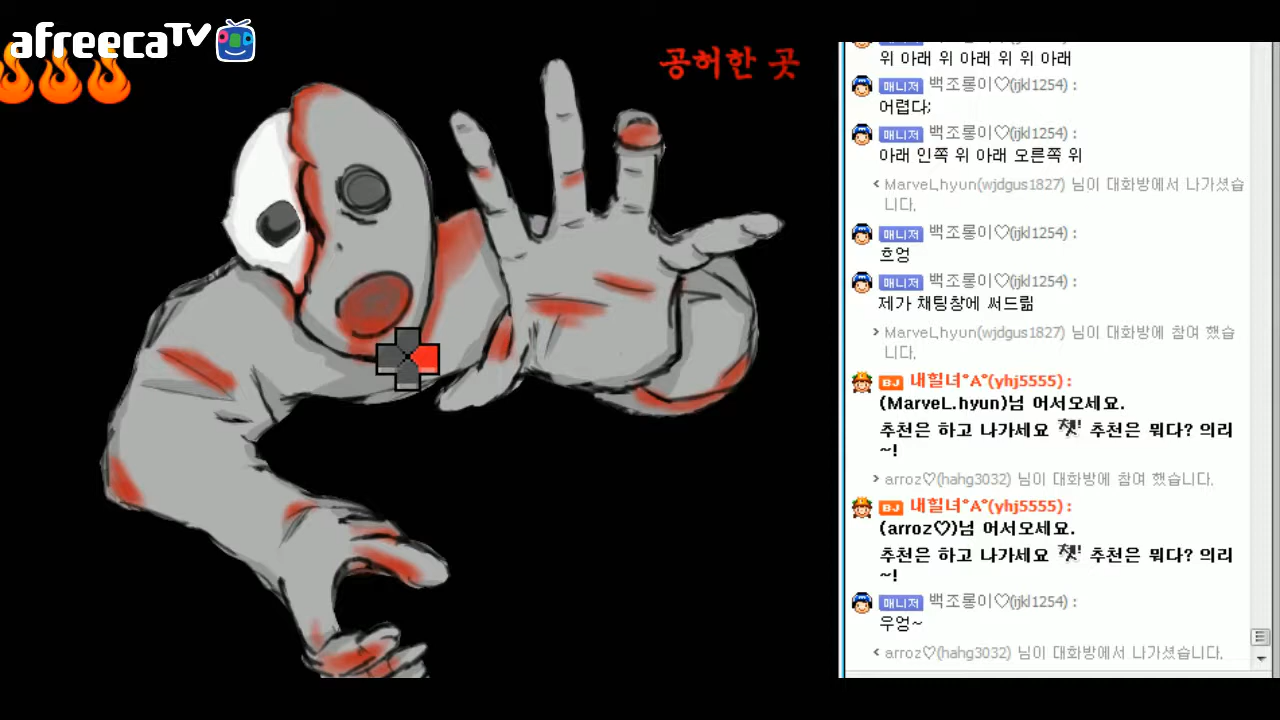 afreecaTV
공허한 곳
위 아래 위 아래 위 위 아래
매니저 백조롱이♡(ijkl1254) :
어렵다;
매니저 백조롱이♡(ijkl1254) :
아래 인쪽 위 아래 오른쪽 위
< MarveL.hyun(wjdgus1827) 님이 대화방에서 나가셨습
니다.
매니저 백조롱이♡(ijkl1254) :
흐엉
매니저 백조롱이♡(ijkl1254) :
제가 채팅창에 써드륆
> MarveL.hyun(wjdgus1827) 님이 대화방에 참여 했습
니다.
BJ 내힐녀°A°(yhj5555) :
(MarveL.hyun)님 어서오세요.
추천은 하고 나가세요 쳇! 추천은 뭐다? 의리
~!
> arroz♡(hahg3032) 님이 대화방에 참여 했습니다.
BJ 내힐녀°A°(yhj5555) :
(arroz♡)님 어서오세요.
추천은 하고 나가세요 쳇! 추천은 뭐다? 의리
~!
매니저 백조롱이♡(ijkl1254) :
우엉~
< arroz♡(hahg3032) 님이 대화방에서 나가셨습니다.